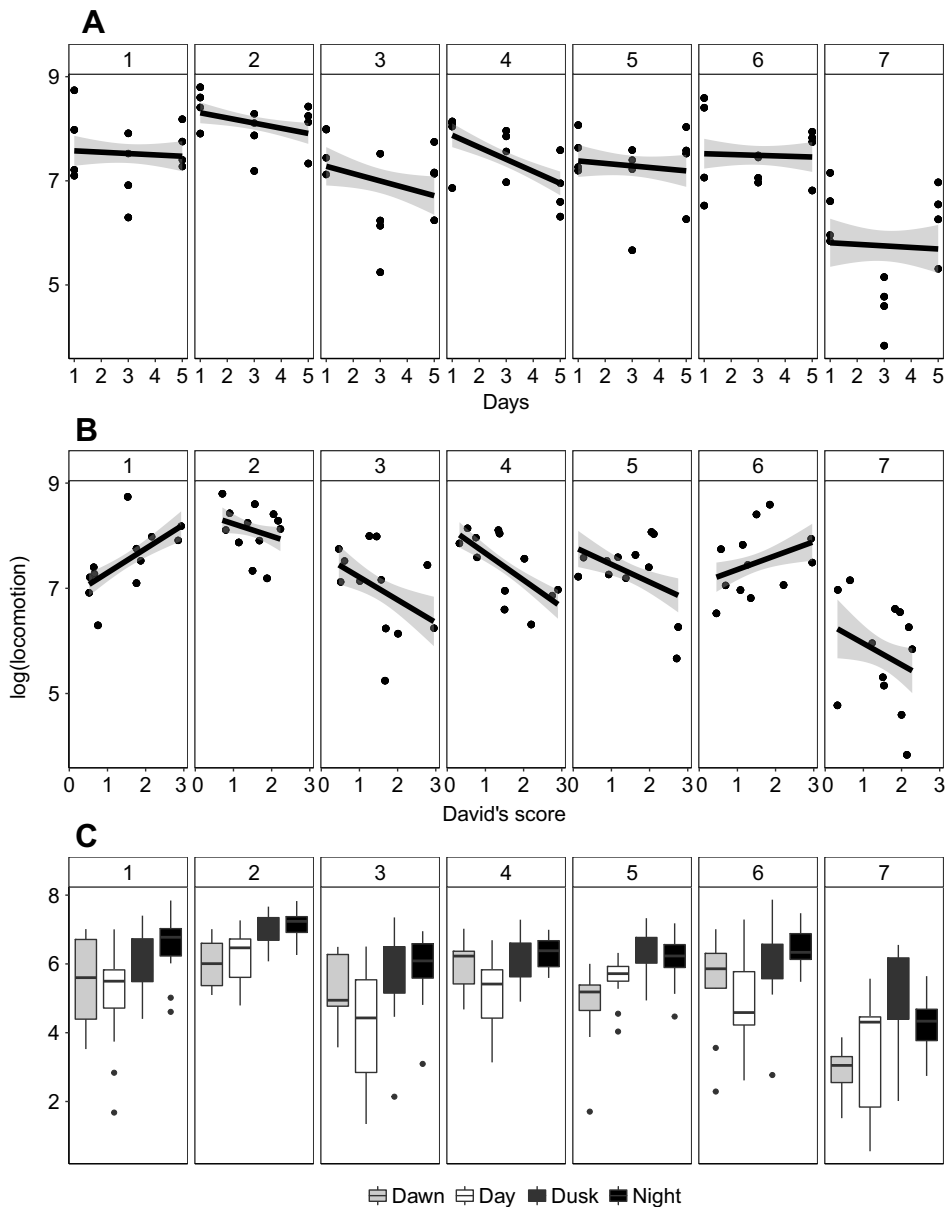 A
1 2 3 4 5 6 7
9
7
5
1 2 3 4 5 1 2 3 4 5 1 2 3 4 5 1 2 3 4 5 1 2 3 4 5 1 2 3 4 5 1 2 3 4 5
Days
B
1 2 3 4 5 6 7
9
7
5
log(locomotion)
0 1 2 3 0 1 2 3 0 1 2 3 0 1 2 3 0 1 2 3 0 1 2 3 0 1 2 3
David's score
C
1 2 3 4 5 6 7
8
6
4
2
Dawn Day Dusk Night